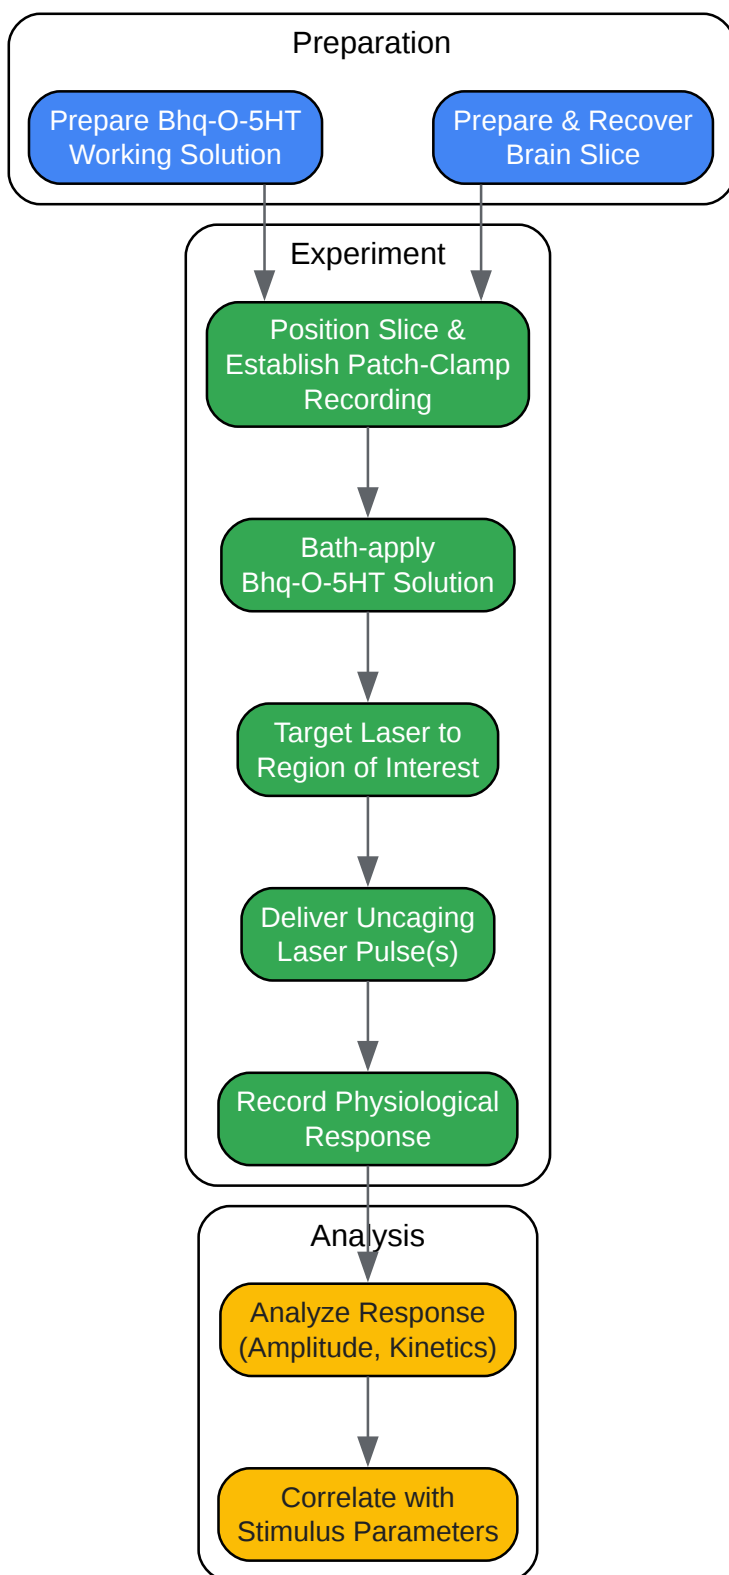 Preparation
Prepare Bhq-O-5HT
Working Solution
Prepare & Recover
Brain Slice
Experiment
Position Slice &
Establish Patch-Clamp
Recording
Bath-apply
Bhq-O-5HT Solution
Target Laser to
Region of Interest
Deliver Uncaging
Laser Pulse(s)
Record Physiological
Response
Analysis
Analyze Response
(Amplitude, Kinetics)
Correlate with
Stimulus Parameters